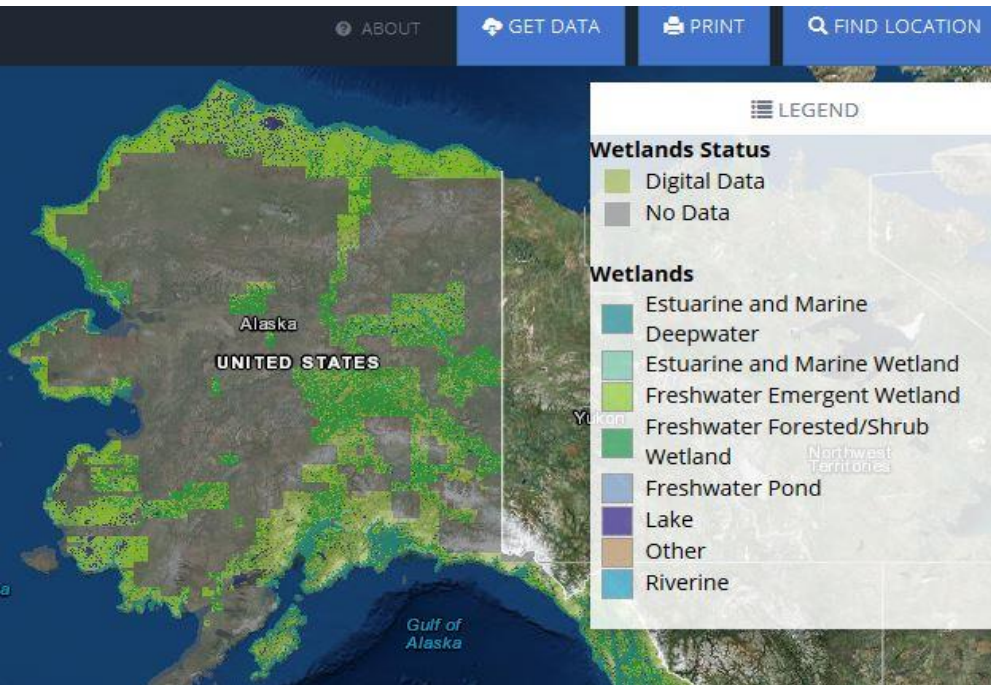 ABOUT
GET DATA
PRINT
FIND LOCATION
LEGEND
Wetlands Status
Digital Data
No Data
Wetlands
Estuarine and Marine
Deepwater
Estuarine and Marine Wetland
Freshwater Emergent Wetland
Freshwater Forested/Shrub
Wetland
Freshwater Pond
Lake
Other
Riverine
Alaska
UNITED STATES
Yukon
Northwest
Territories
Gulf of
Alaska
a